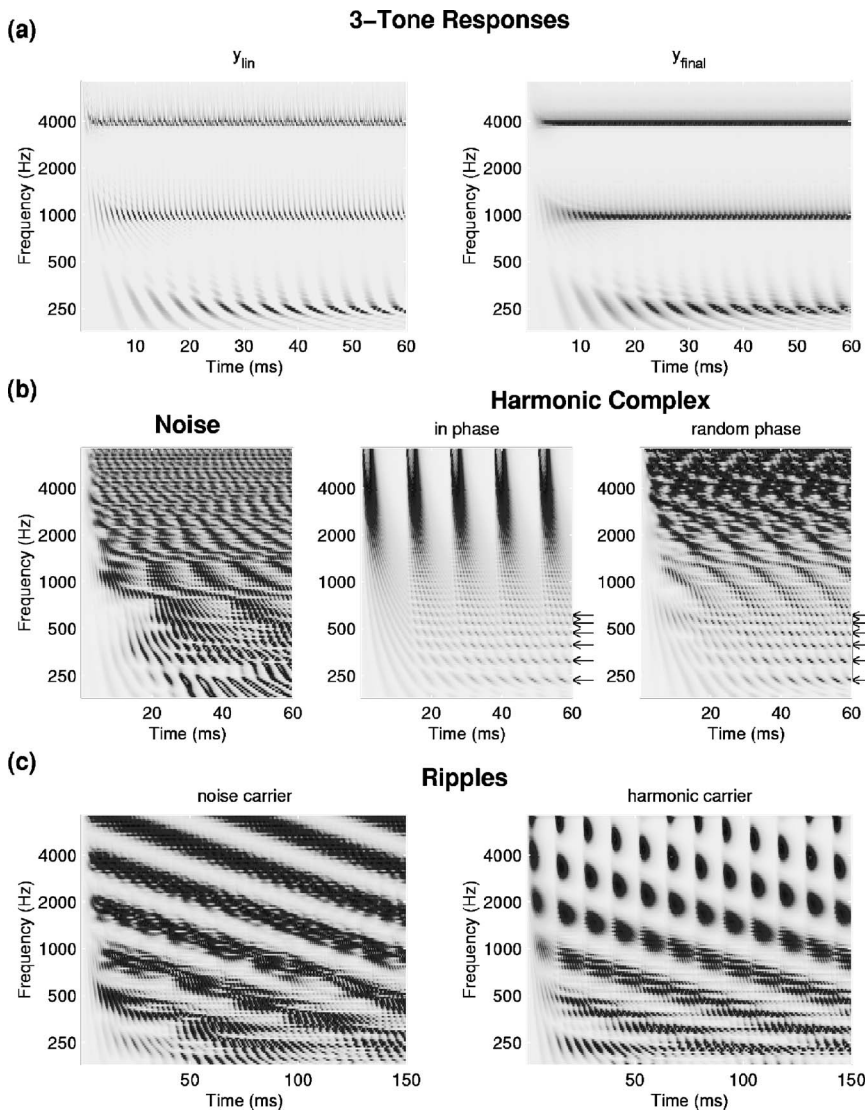 3-Tone Responses
(a)
y_lin
y_final
Frequency (Hz)
4000
2000
1000
500
250
10 20 30 40 50 60
Time (ms)
Frequency (Hz)
4000
2000
1000
500
250
10 20 30 40 50 60
Time (ms)
(b)
Harmonic Complex
Noise
in phase
random phase
Frequency (Hz)
4000
2000
1000
500
250
20 40 60
Time (ms)
4000
2000
1000
500
250
20 40 60
Time (ms)
4000
2000
1000
500
250
20 40 60
Time (ms)
(c)
Ripples
noise carrier
harmonic carrier
Frequency (Hz)
4000
2000
1000
500
250
50 100 150
Time (ms)
Frequency (Hz)
4000
2000
1000
500
250
50 100 150
Time (ms)